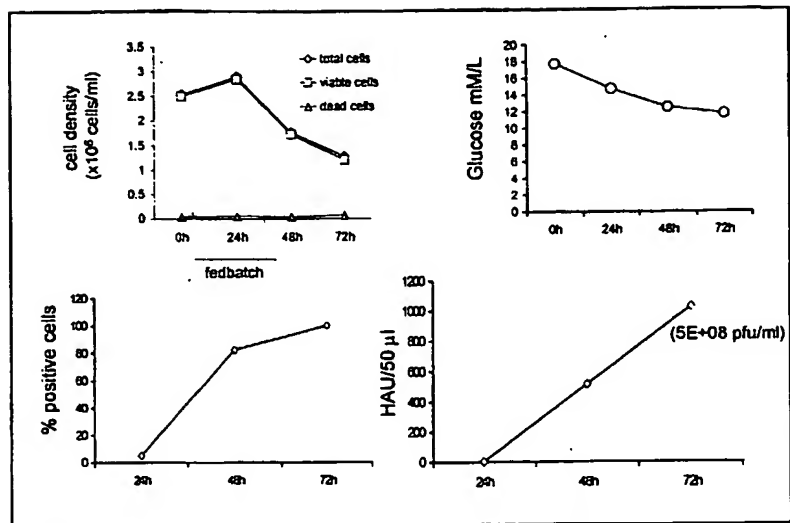 3.5
3
2.5
2
1.5
1
0.5
0
cell density
(x10⁶ cells/ml)
total cells
viable cells
dead cells
0h 24h 48h 72h
fedbatch
20
18
16
14
12
10
8
6
4
2
0
Glucose mM/L
0h 24h 48h 72h
120
100
80
60
40
20
0
% positive cells
24h 48h 72h
1200
1000
800
600
400
200
0
HAU/50 µl
(5E+08 pfu/ml)
24h 48h 72h